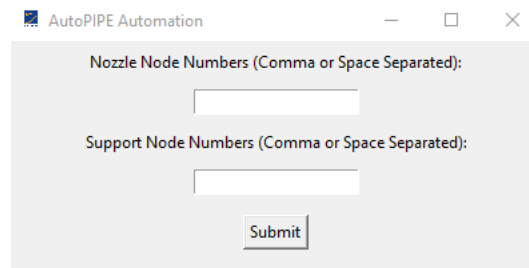 AutoPIPE Automation
Nozzle Node Numbers (Comma or Space Separated):
Support Node Numbers (Comma or Space Separated):
Submit